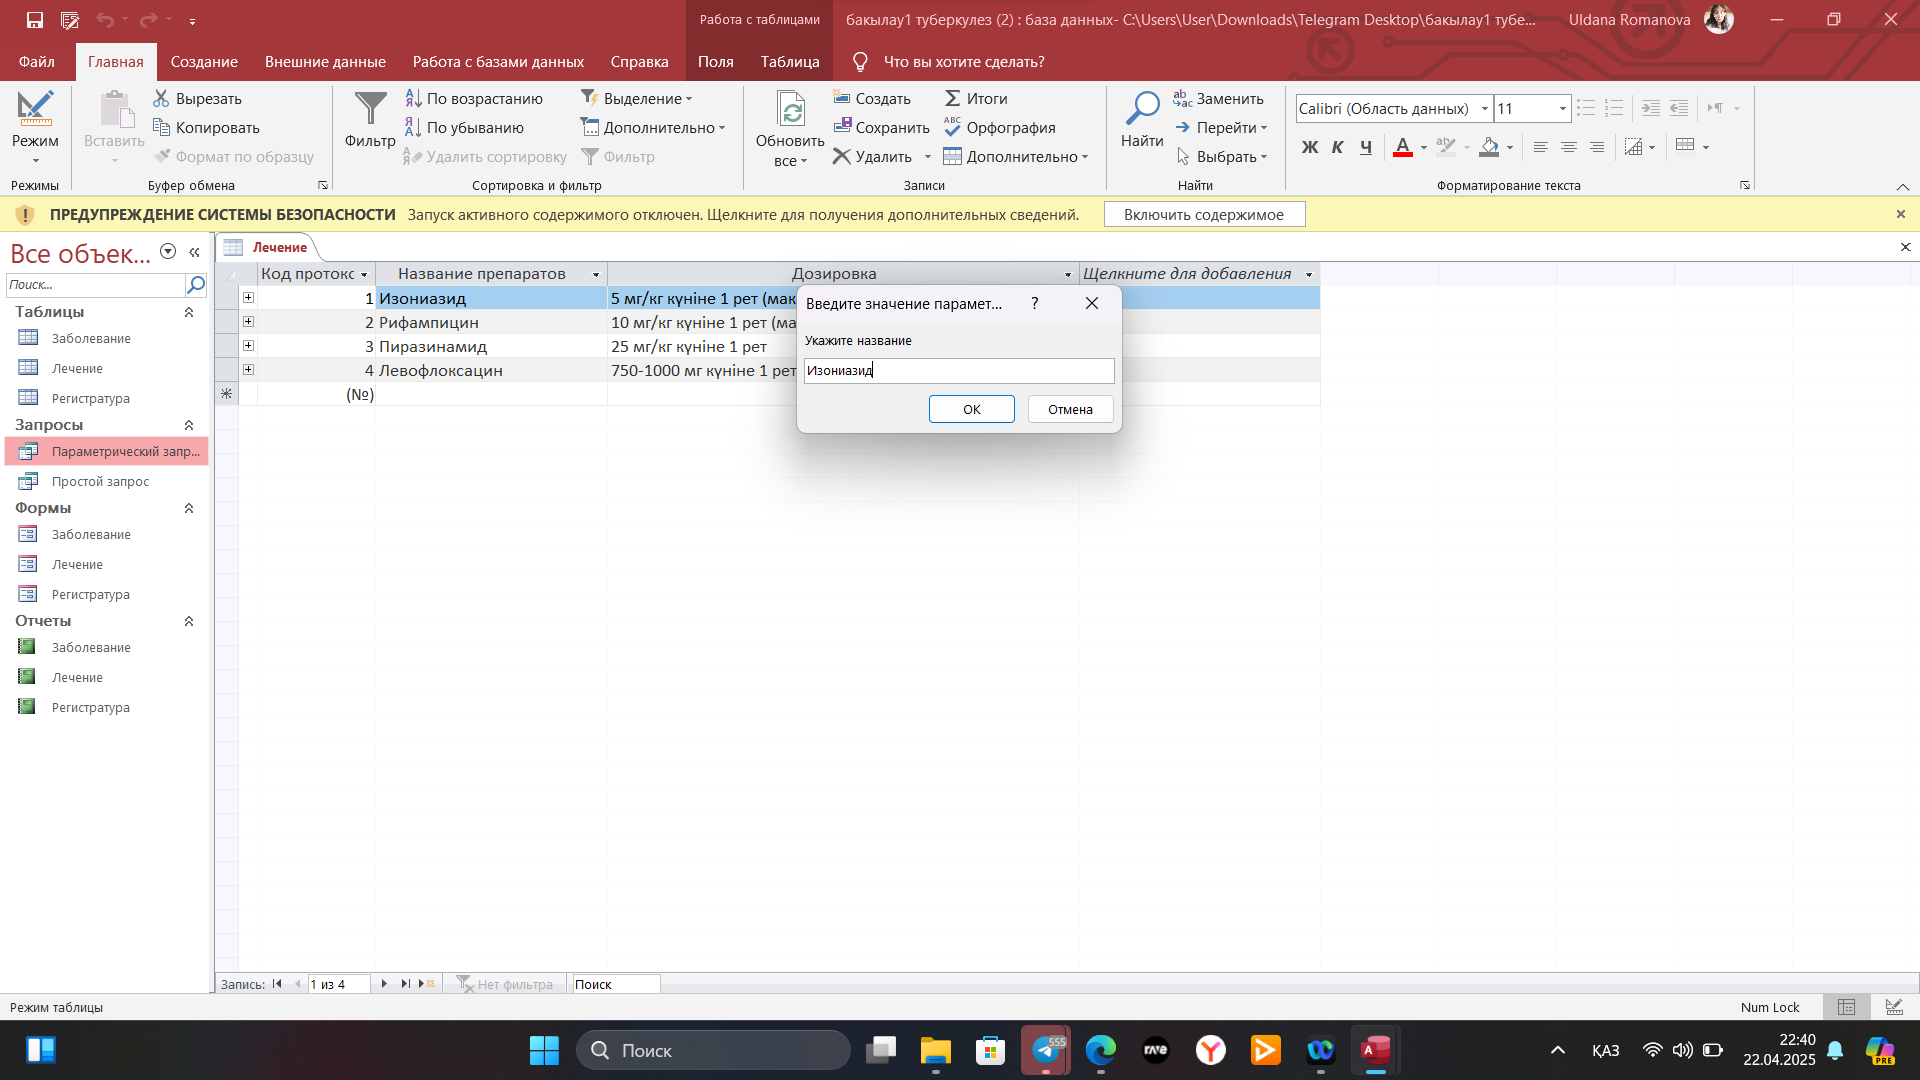 Работа с таблицами
бакылау1 туберкулез (2) : база данных- C:\Users\User\Downloads\Telegram Desktop\бакылау1 тубе...
Uldana Romanova
Файл Главная Создание Внешние данные Работа с базами данных Справка Поля Таблица Что вы хотите сделать?
Режим
Режимы
Вставить
Вырезать
Копировать
Формат по образцу
Буфер обмена
Фильтр
По возрастанию
По убыванию
Удалить сортировку
Выделение
Дополнительно
Фильтр
Сортировка и фильтр
Обновить
все
Создать
Сохранить
Удалить
Итоги
Орфография
Дополнительно
Записи
Найти
Заменить
Перейти
Выбрать
Найти
Calibri (Область данных) 11
Ж К Ч
Форматирование текста
ПРЕДУПРЕЖДЕНИЕ СИСТЕМЫ БЕЗОПАСНОСТИ Запуск активного содержимого отключен. Щелкните для получения дополнительных сведений. Включить содержимое
Все объек...
Поиск...
Таблицы
Заболевание
Лечение
Регистратура
Запросы
Параметрический запр...
Простой запрос
Формы
Заболевание
Лечение
Регистратура
Отчеты
Заболевание
Лечение
Регистратура
Лечение
Код протокс Название препаратов Дозировка Щелкните для добавления
1 Изониазид 5 мг/кг күніне 1 рет (мак
2 Рифампицин 10 мг/кг күніне 1 рет (ма
3 Пиразинамид 25 мг/кг күніне 1 рет
4 Левофлоксацин 750-1000 мг күніне 1 рет
(№)
Введите значение парамет... ?
Укажите название
Изониазид
ОК Отмена
Запись: 1 из 4 Нет фильтра Поиск
Режим таблицы
Num Lock
Поиск
555
rave
PRE
ҚАЗ
22:40
22.04.2025